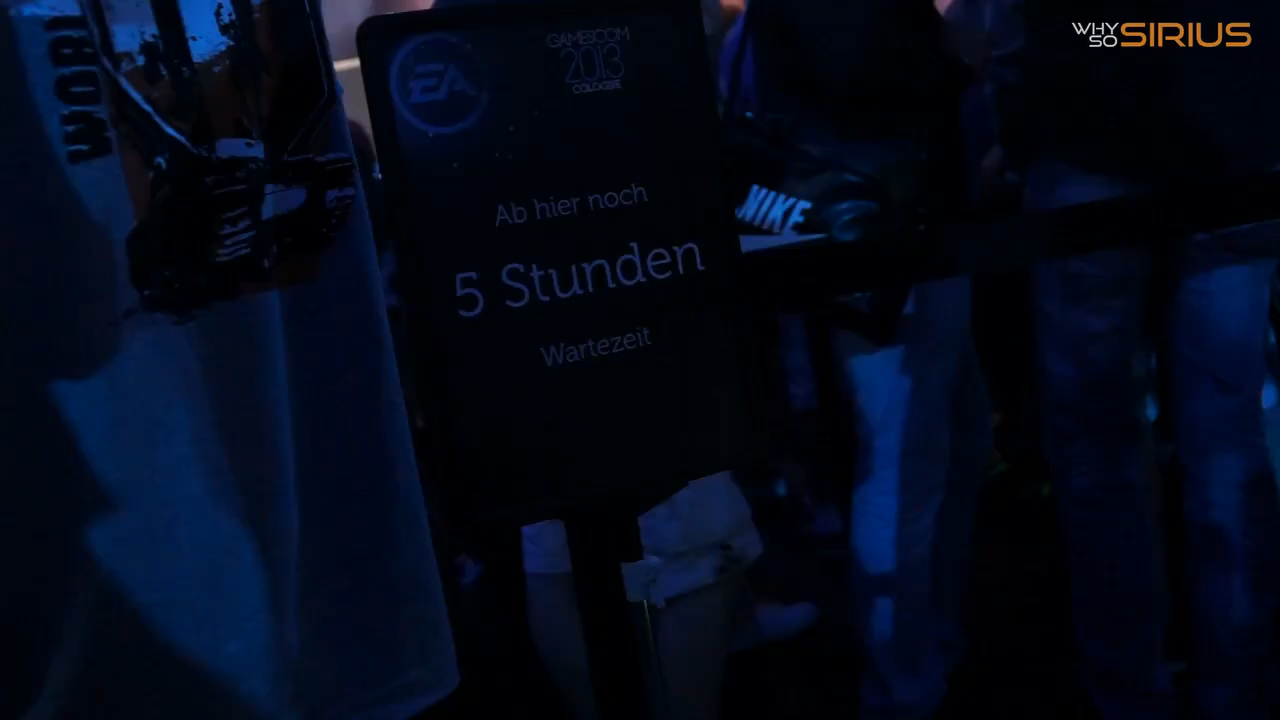 WHY
SO SIRIUS
EA
GAMESCOM
2013
COLOGNE
Ab hier noch
5 Stunden
Wartezeit
NIKE